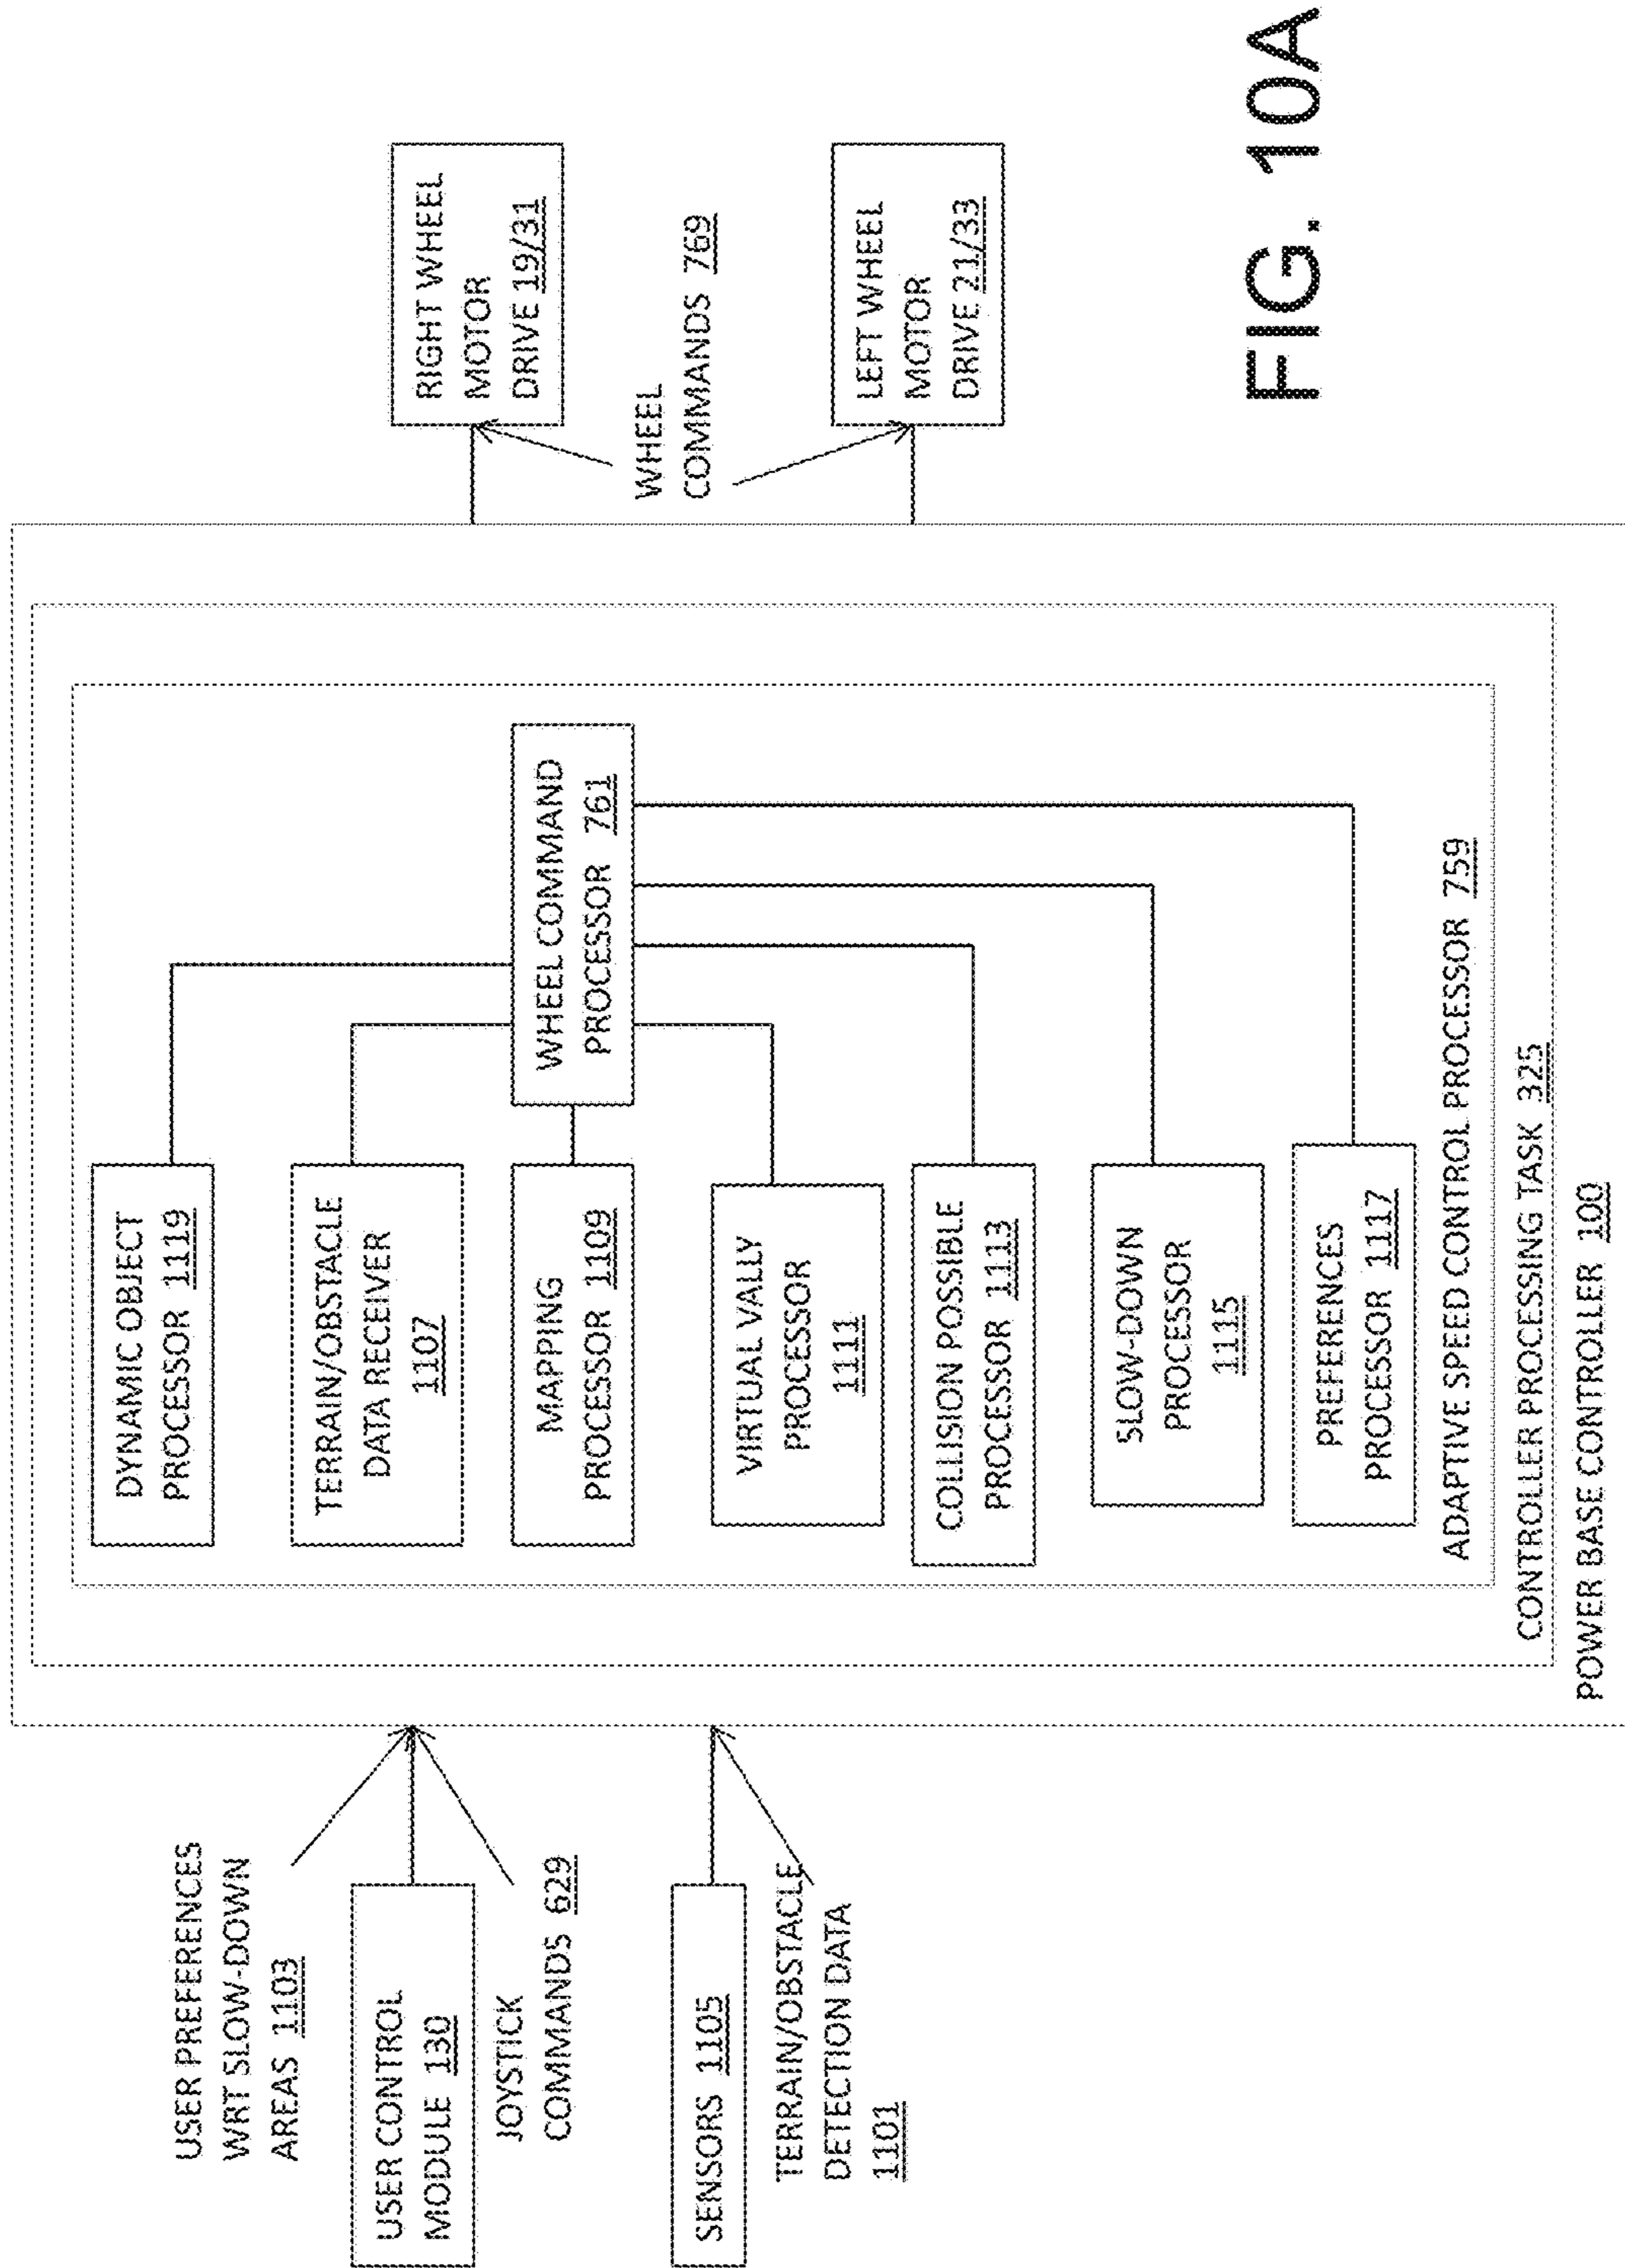 USER PREFERENCES
WRT SLOW-DOWN
AREAS 1103
USER CONTROL
MODULE 130
JOYSTICK
COMMANDS 629
SENSORS 1105
TERRAIN/OBSTACLE
DETECTION DATA
1101
DYNAMIC OBJECT
PROCESSOR 1119
TERRAIN/OBSTACLE
DATA RECEIVER
1107
MAPPING
PROCESSOR 1109
VIRTUAL VALLY
PROCESSOR
1111
COLLISION POSSIBLE
PROCESSOR 1113
SLOW-DOWN
PROCESSOR
1115
PREFERENCES
PROCESSOR 1117
WHEEL COMMAND
PROCESSOR 761
ADAPTIVE SPEED CONTROL PROCESSOR 759
CONTROLLER PROCESSING TASK 325
POWER BASE CONTROLLER 100
RIGHT WHEEL
MOTOR
DRIVE 19/31
WHEEL
COMMANDS 769
LEFT WHEEL
MOTOR
DRIVE 21/33
FIG. 10A